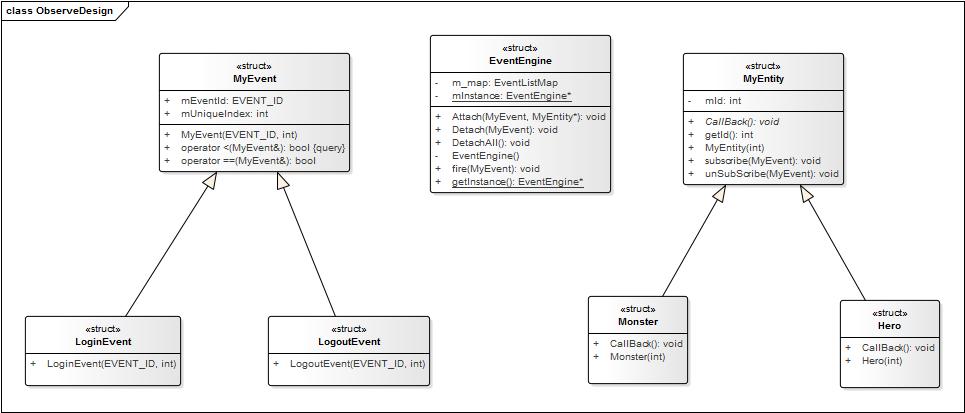 class ObserveDesign
«struct»
MyEvent
+ mEventId: EVENT_ID
+ mUniqueIndex: int
+ MyEvent(EVENT_ID, int)
+ operator <(MyEvent&): bool {query}
+ operator ==(MyEvent&): bool
«struct»
EventEngine
- m_map: EventListMap
- mInstance: EventEngine*
+ Attach(MyEvent, MyEntity*): void
+ Detach(MyEvent): void
+ DetachAll(): void
- EventEngine()
+ fire(MyEvent): void
+ getInstance(): EventEngine*
«struct»
MyEntity
- mId: int
+ CallBack(): void
+ getId(): int
+ MyEntity(int)
+ subscribe(MyEvent): void
+ unSubScribe(MyEvent): void
«struct»
LoginEvent
+ LoginEvent(EVENT_ID, int)
«struct»
LogoutEvent
+ LogoutEvent(EVENT_ID, int)
«struct»
Monster
+ CallBack(): void
+ Monster(int)
«struct»
Hero
+ CallBack(): void
+ Hero(int)